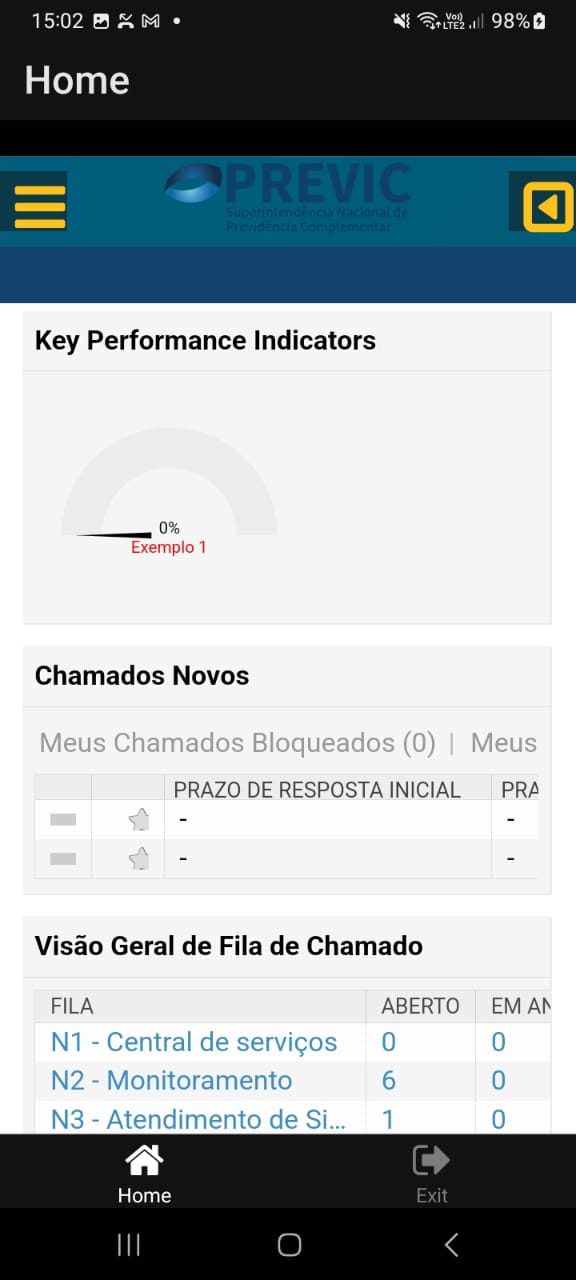 15:02 Vo)) LTE2 98%
Home
PREVIC
Superintendência Nacional de
Previdência Complementar
Key Performance Indicators
0%
Exemplo 1
Chamados Novos
Meus Chamados Bloqueados (0) | Meus
PRAZO DE RESPOSTA INICIAL PRA
- -
- -
Visão Geral de Fila de Chamado
FILA ABERTO EM AN
N1 - Central de serviços 0 0
N2 - Monitoramento 6 0
N3 - Atendimento de Si... 1 0
Home Exit